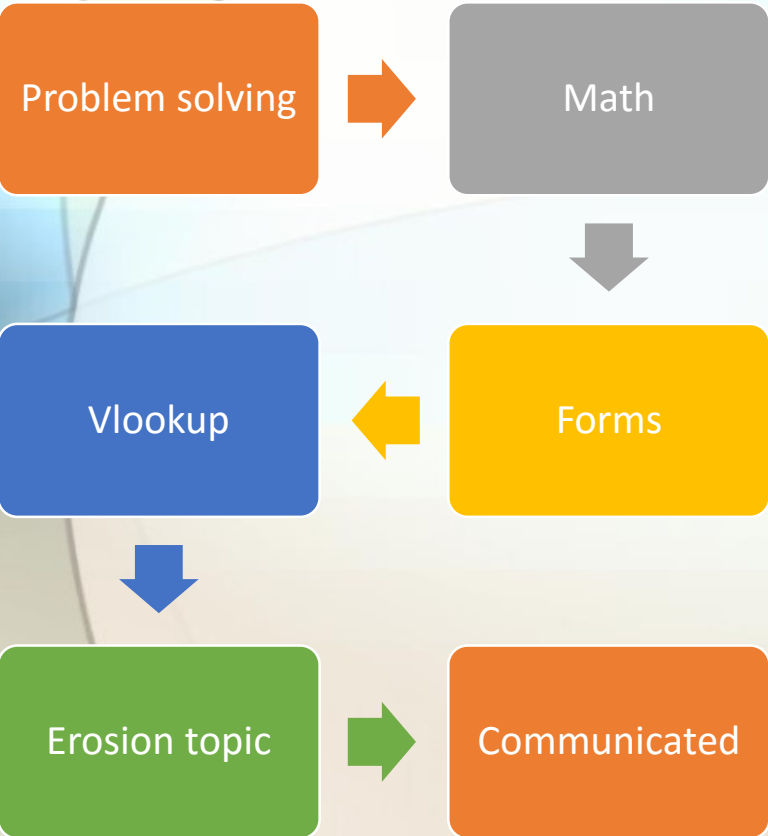 Problem solving
Math
Forms
Vlookup
Erosion topic
Communicated